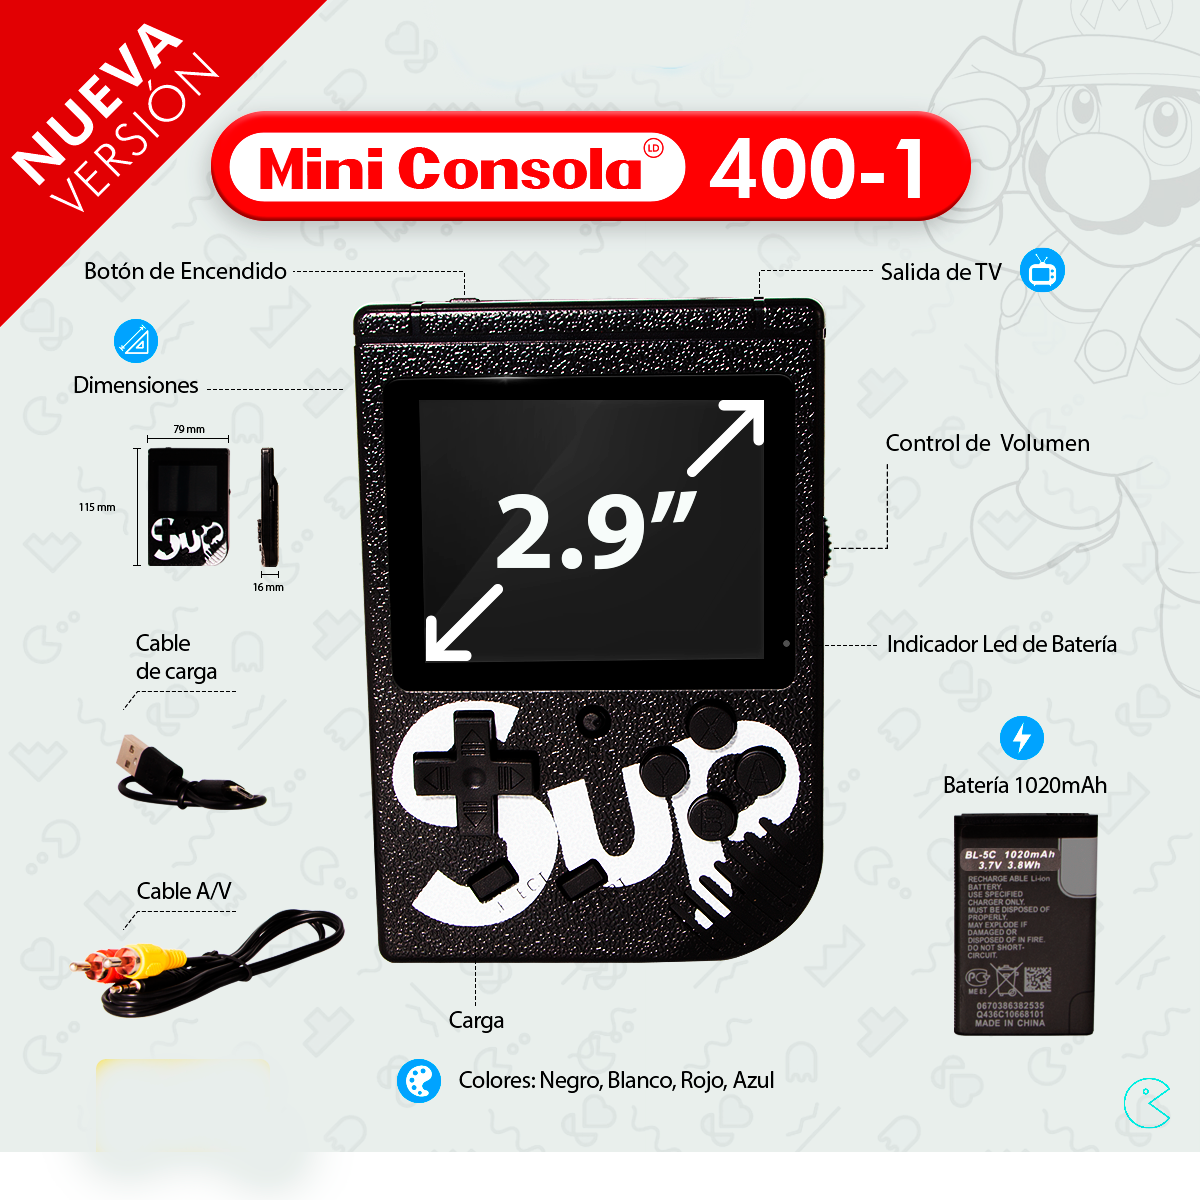 NUEVA
VERSIÓN
Mini Consola LD 400-1
Botón de Encendido
Salida de TV
Dimensiones
79 mm
115 mm
16 mm
Sup
2.9”
Control de Volumen
Indicador Led de Batería
Cable
de carga
Cable A/V
X
Y
A
B
Batería 1020mAh
BL-5C 1020mAh
3.7V 3.8Wh
RECHARGE ABLE Li-ion
BATTERY.
USE SPECIFIED
CHARGER ONLY.
MUST BE DISPOSED OF
PROPERLY.
MAY EXPLODE IF
DAMAGED OR
DISPOSED OF IN FIRE.
DO NOT SHORT-
CIRCUIT.
ME 83
0670386382535
Q436C10668101
MADE IN CHINA
Sup
Carga
Colores: Negro, Blanco, Rojo, Azul